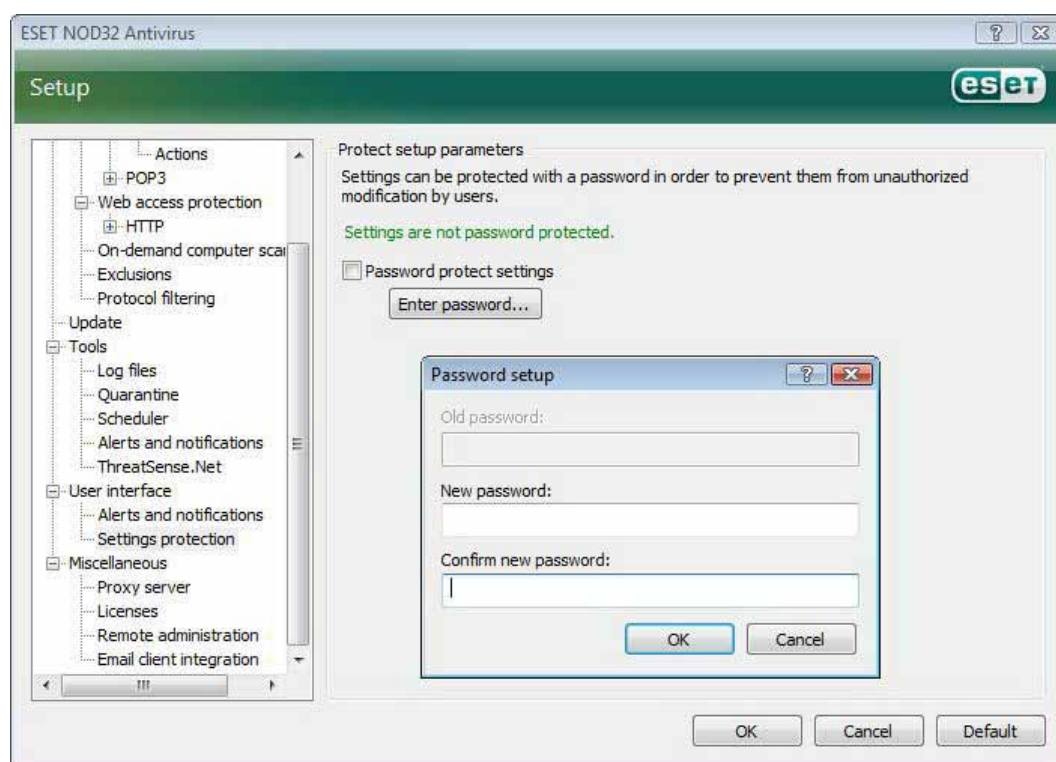 ESET NOD32 Antivirus
Setup
eseT
Actions
POP3
Web access protection
HTTP
On-demand computer scan
Exclusions
Protocol filtering
Update
Tools
Log files
Quarantine
Scheduler
Alerts and notifications
ThreatSense.Net
User interface
Alerts and notifications
Settings protection
Miscellaneous
Proxy server
Licenses
Remote administration
Email client integration
Protect setup parameters
Settings can be protected with a password in order to prevent them from unauthorized
modification by users.
Settings are not password protected.
Password protect settings
Enter password...
Password setup
Old password:
New password:
Confirm new password:
OK
Cancel
OK
Cancel
Default